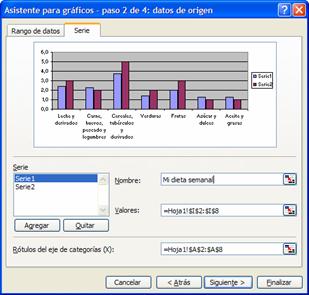 Asistente para gráficos - paso 2 de 4: datos de origen
Rango de datos
Serie
6,0
5,0
4,0
3,0
2,0
1,0
0,0
Leche y derivados
Carne, huevos, pescado y legumbres
Cereales, tubérculos y derivados
Verduras
Frutas
Azúcar y dulces
Aceite y grasas
Serie1
Serie2
Serie
Serie1
Serie2
Nombre:
Mi dieta semanal
Valores:
=Hoja1!$I$2:$I$8
Agregar
Quitar
Rótulos del eje de categorías (X):
=Hoja1!$A$2:$A$8
Cancelar
< Atrás
Siguiente >
Finalizar